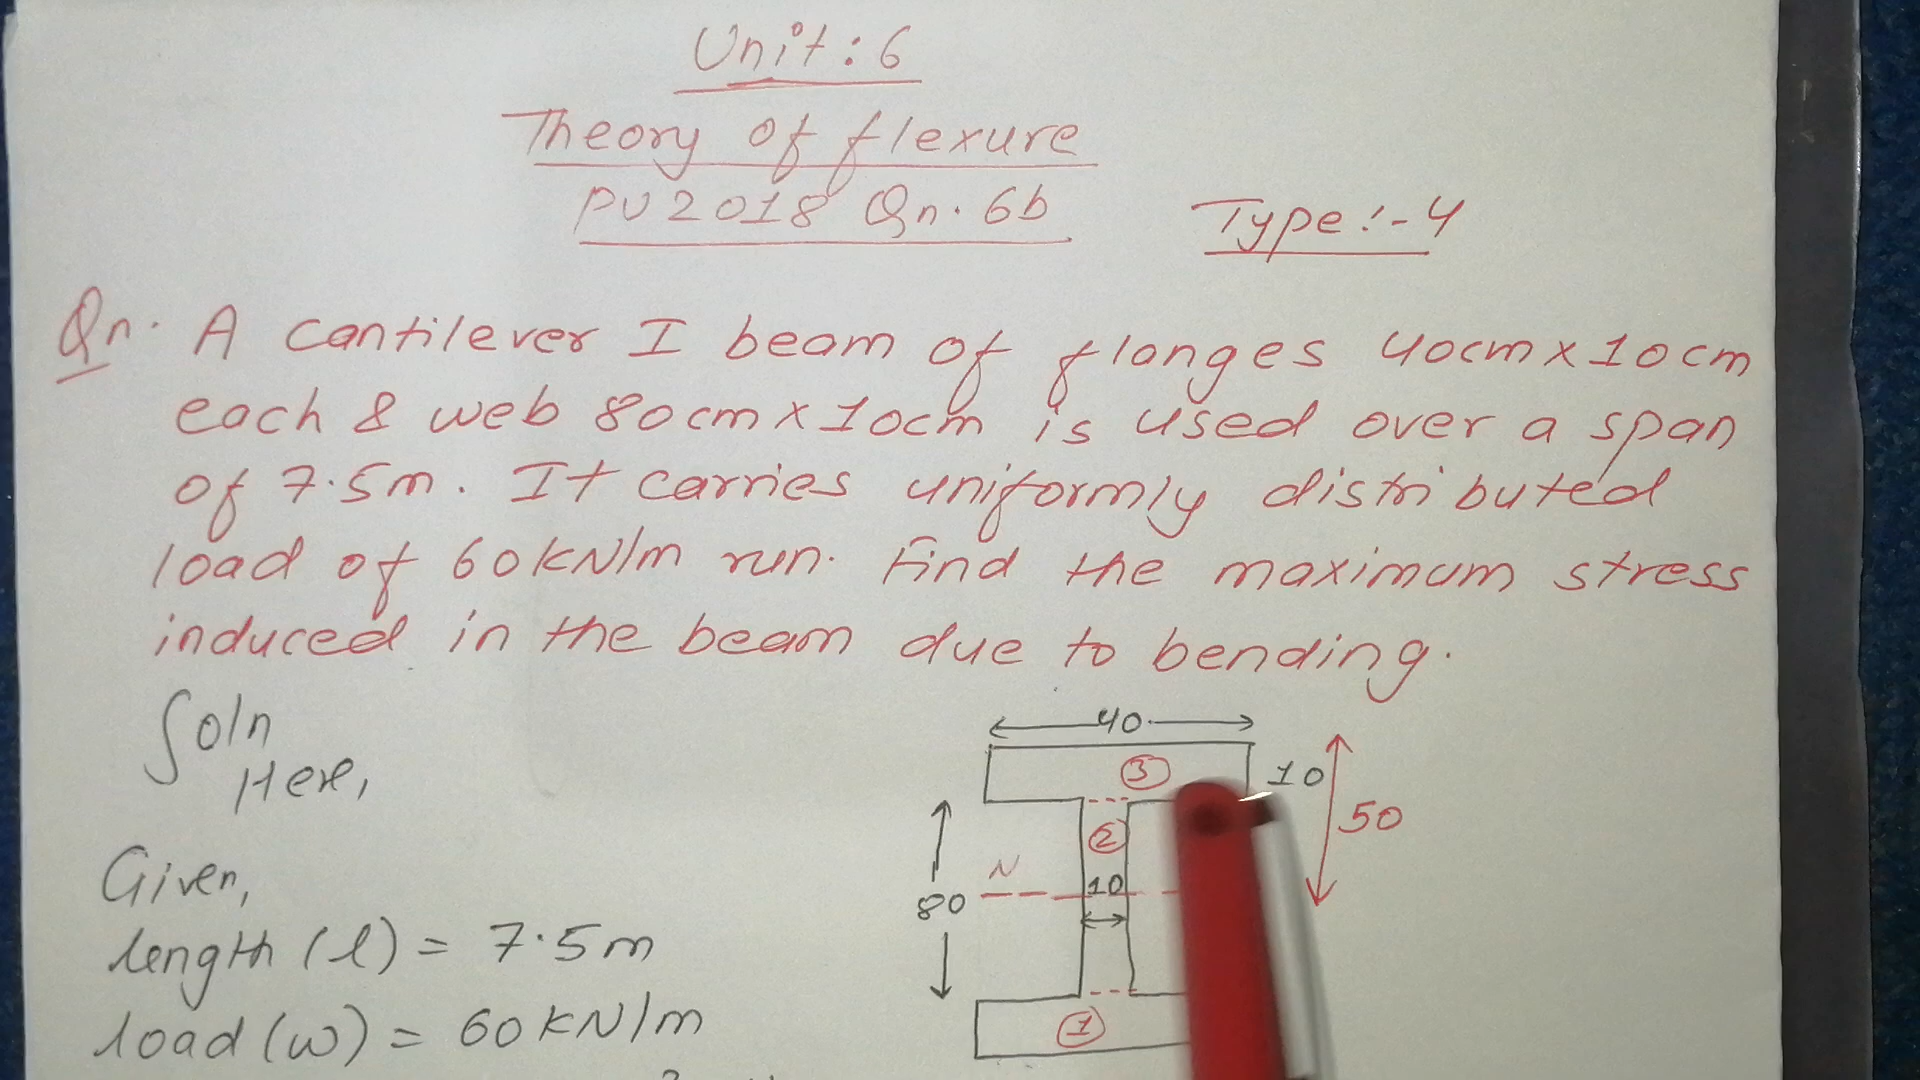 Unit : 6
Theory of flexure
PU 2018 Qn. 6b
Type :- 4
Qn. A cantilever I beam of flanges 40cm x 10cm
each & web 80cm x 10cm is used over a span
of 7.5m. It carries uniformly distributed
load of 60kN/m run. Find the maximum stress
induced in the beam due to bending.
Soln
Here,
40
3
10
50
2
N
10
80
1
Given,
length (l) = 7.5m
load (w) = 60 kN/m